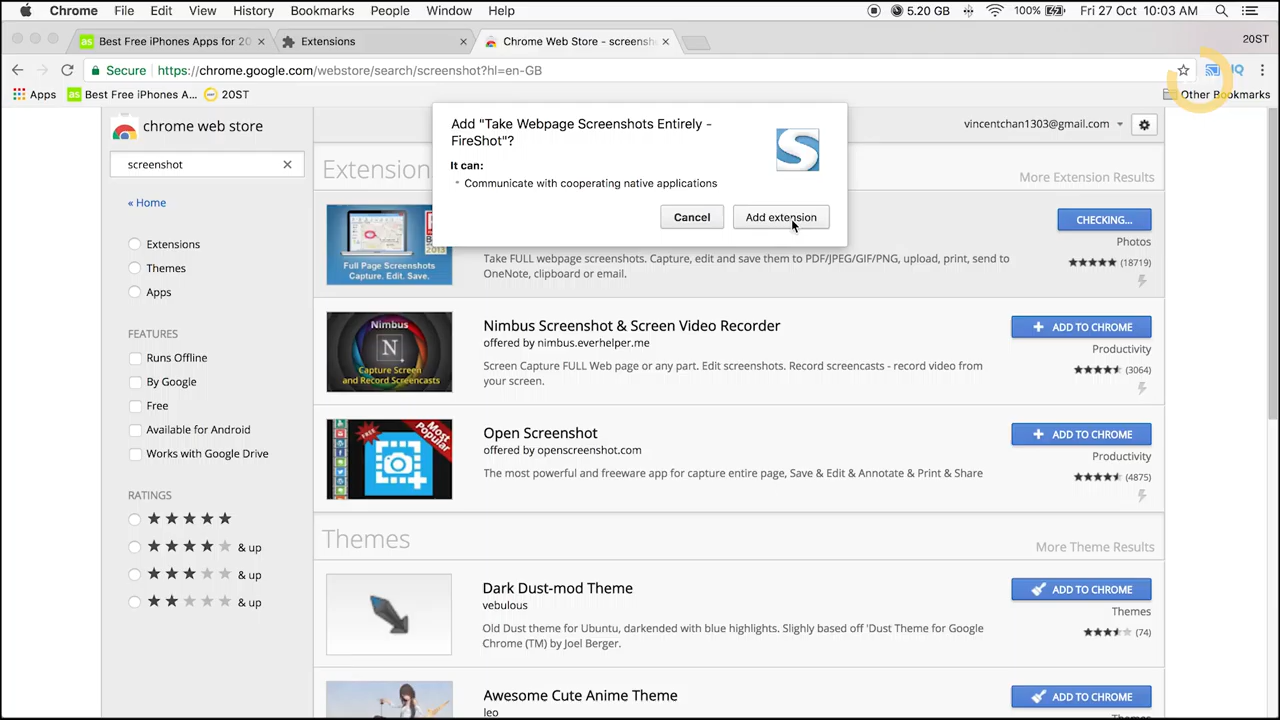 Chrome File Edit View History Bookmarks People Window Help 5.20 GB 100% Fri 27 Oct 10:03 AM
Best Free iPhones Apps for 20 Extensions Chrome Web Store - screensh 20ST
Secure https://chrome.google.com/webstore/search/screenshot?hl=en-GB
Apps Best Free iPhones A... 20ST Other Bookmarks
chrome web store
vincentchan1303@gmail.com
screenshot
« Home
Extensions
Themes
Apps
FEATURES
Runs Offline
By Google
Free
Available for Android
Works with Google Drive
RATINGS
& up
& up
& up
Add "Take Webpage Screenshots Entirely -
FireShot"?
It can:
Communicate with cooperating native applications
Cancel Add extension
Extension
More Extension Results
Full Page Screenshots
Capture. Edit. Save.
2013
Take FULL webpage screenshots. Capture, edit and save them to PDF/JPEG/GIF/PNG, upload, print, send to
OneNote, clipboard or email.
CHECKING...
Photos
(18719)
Nimbus
N
Capture Screen
and Record Screencasts
Nimbus Screenshot & Screen Video Recorder
offered by nimbus.everhelper.me
Screen Capture FULL Web page or any part. Edit screenshots. Record screencasts - record video from
your screen.
ADD TO CHROME
Productivity
(3064)
FREE
Most
Popular
Open Screenshot
offered by openscreenshot.com
The most powerful and freeware app for capture entire page, Save & Edit & Annotate & Print & Share
ADD TO CHROME
Productivity
(4875)
Themes
More Theme Results
Dark Dust-mod Theme
vebulous
Old Dust theme for Ubuntu, darkended with blue highlights. Slighly based off 'Dust Theme for Google
Chrome (TM) by Joel Berger.
ADD TO CHROME
Themes
(74)
Awesome Cute Anime Theme
leo
ADD TO CHROME